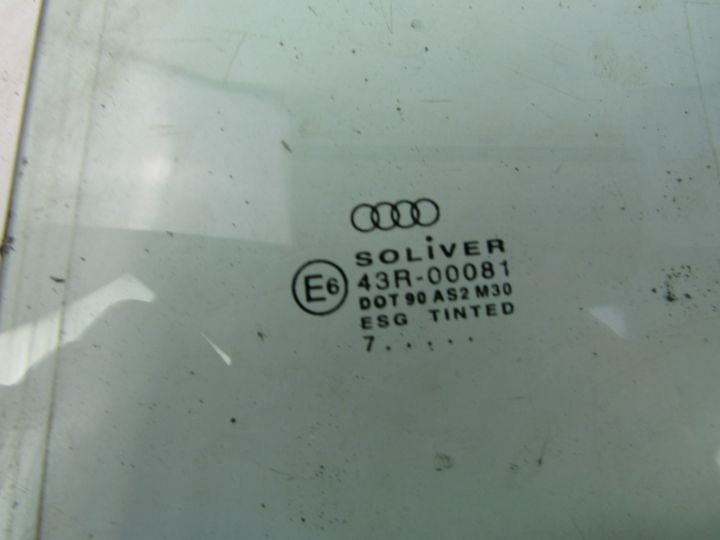 SOLiVER
E6 43R-00081
DOT 90 AS2 M30
ESG TINTED
7.....